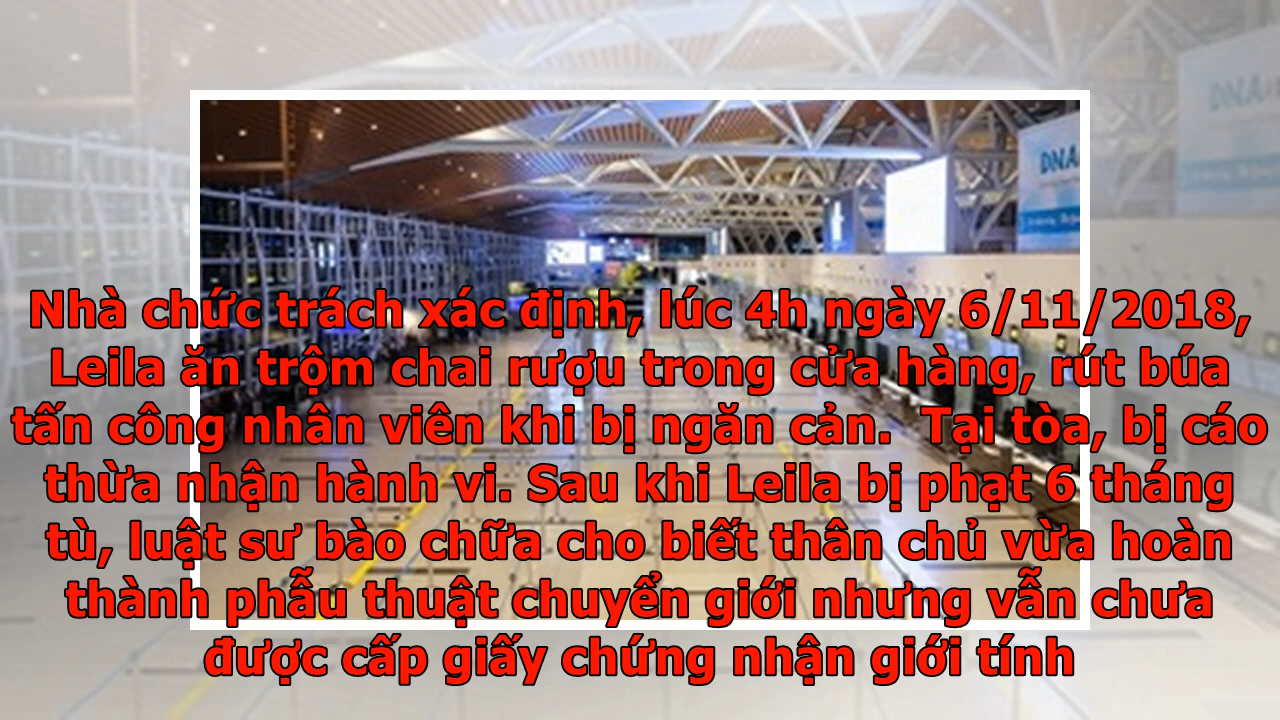 DNA
DNA
Nhà chức trách xác định, lúc 4h ngày 6/11/2018,
Leila ăn trộm chai rượu trong cửa hàng, rút búa
tấn công nhân viên khi bị ngăn cản.  Tại tòa, bị cáo
thừa nhận hành vi. Sau khi Leila bị phạt 6 tháng
tù, luật sư bào chữa cho biết thân chủ vừa hoàn
thành phẫu thuật chuyển giới nhưng vẫn chưa
được cấp giấy chứng nhận giới tính